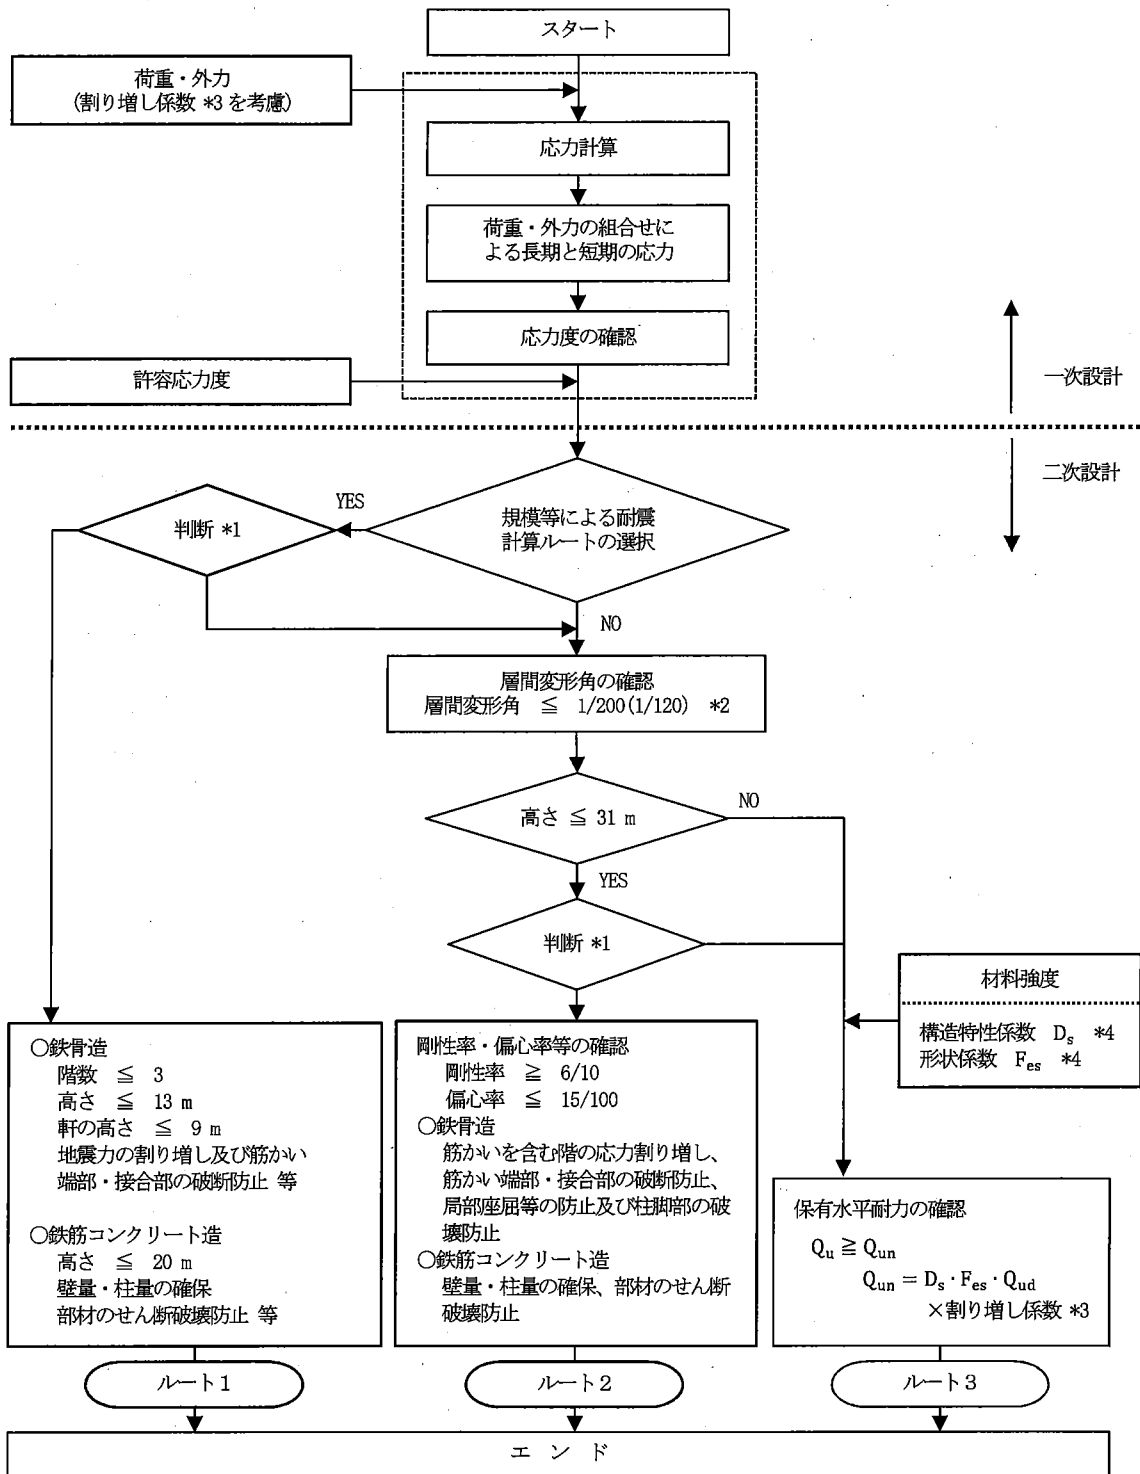 スタート
荷重・外力
(割り増し係数 *3 を考慮)
応力計算
荷重・外力の組合せに
よる長期と短期の応力
応力度の確認
許容応力度
一次設計
二次設計
規模等による耐震
計算ルートの選択
YES
判断 *1
NO
層間変形角の確認
層間変形角 ≦ 1/200(1/120) *2
高さ ≦ 31 m
NO
YES
判断 *1
材料強度
構造特性係数 Ds *4
形状係数 Fes *4
○鉄骨造
階数 ≦ 3
高さ ≦ 13 m
軒の高さ ≦ 9 m
地震力の割り増し及び筋かい
端部・接合部の破断防止 等
○鉄筋コンクリート造
高さ ≦ 20 m
壁量・柱量の確保
部材のせん断破壊防止 等
剛性率・偏心率等の確認
剛性率 ≧ 6/10
偏心率 ≦ 15/100
○鉄骨造
筋かいを含む階の応力割り増し、
筋かい端部・接合部の破断防止、
局部座屈等の防止及び柱脚部の破
壊防止
○鉄筋コンクリート造
壁量・柱量の確保、部材のせん断
破壊防止
保有水平耐力の確認
Qu ≧ Qun
Qun = Ds・Fes・Qud
×割り増し係数 *3
ルート1
ルート2
ルート3
エ ン ド